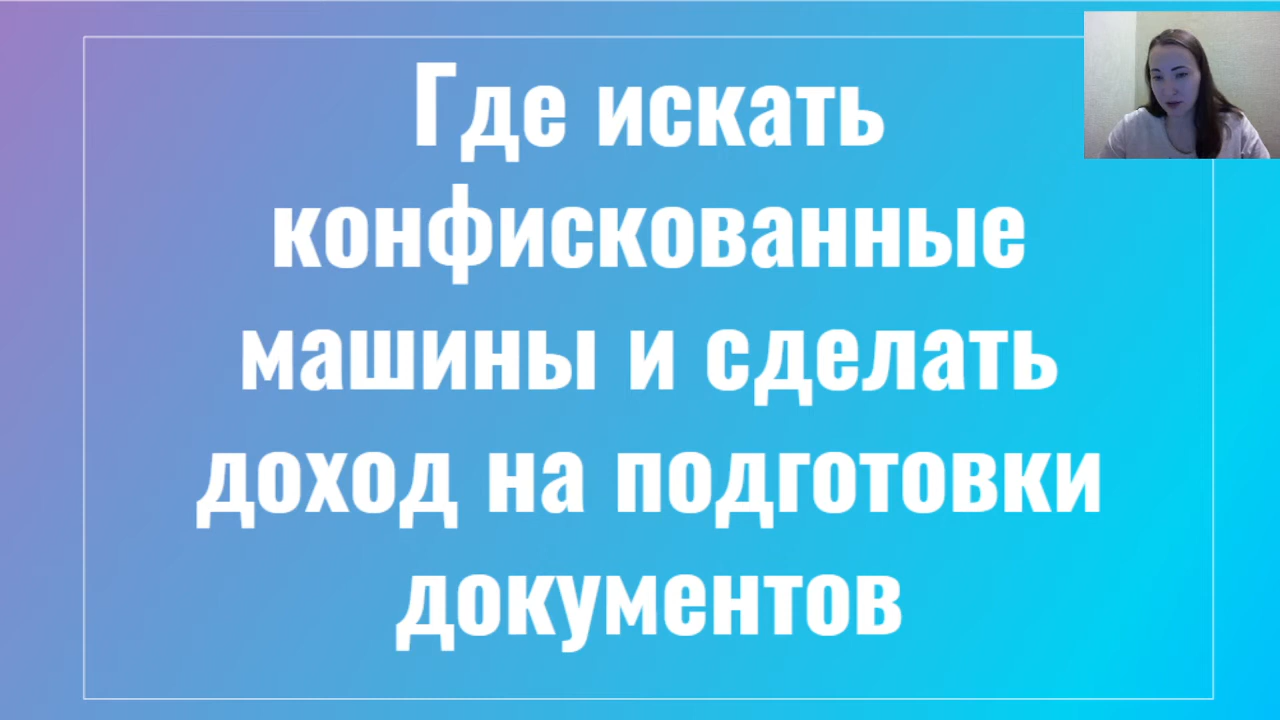 Где искать
конфискованные
машины и сделать
доход на подготовки
документов